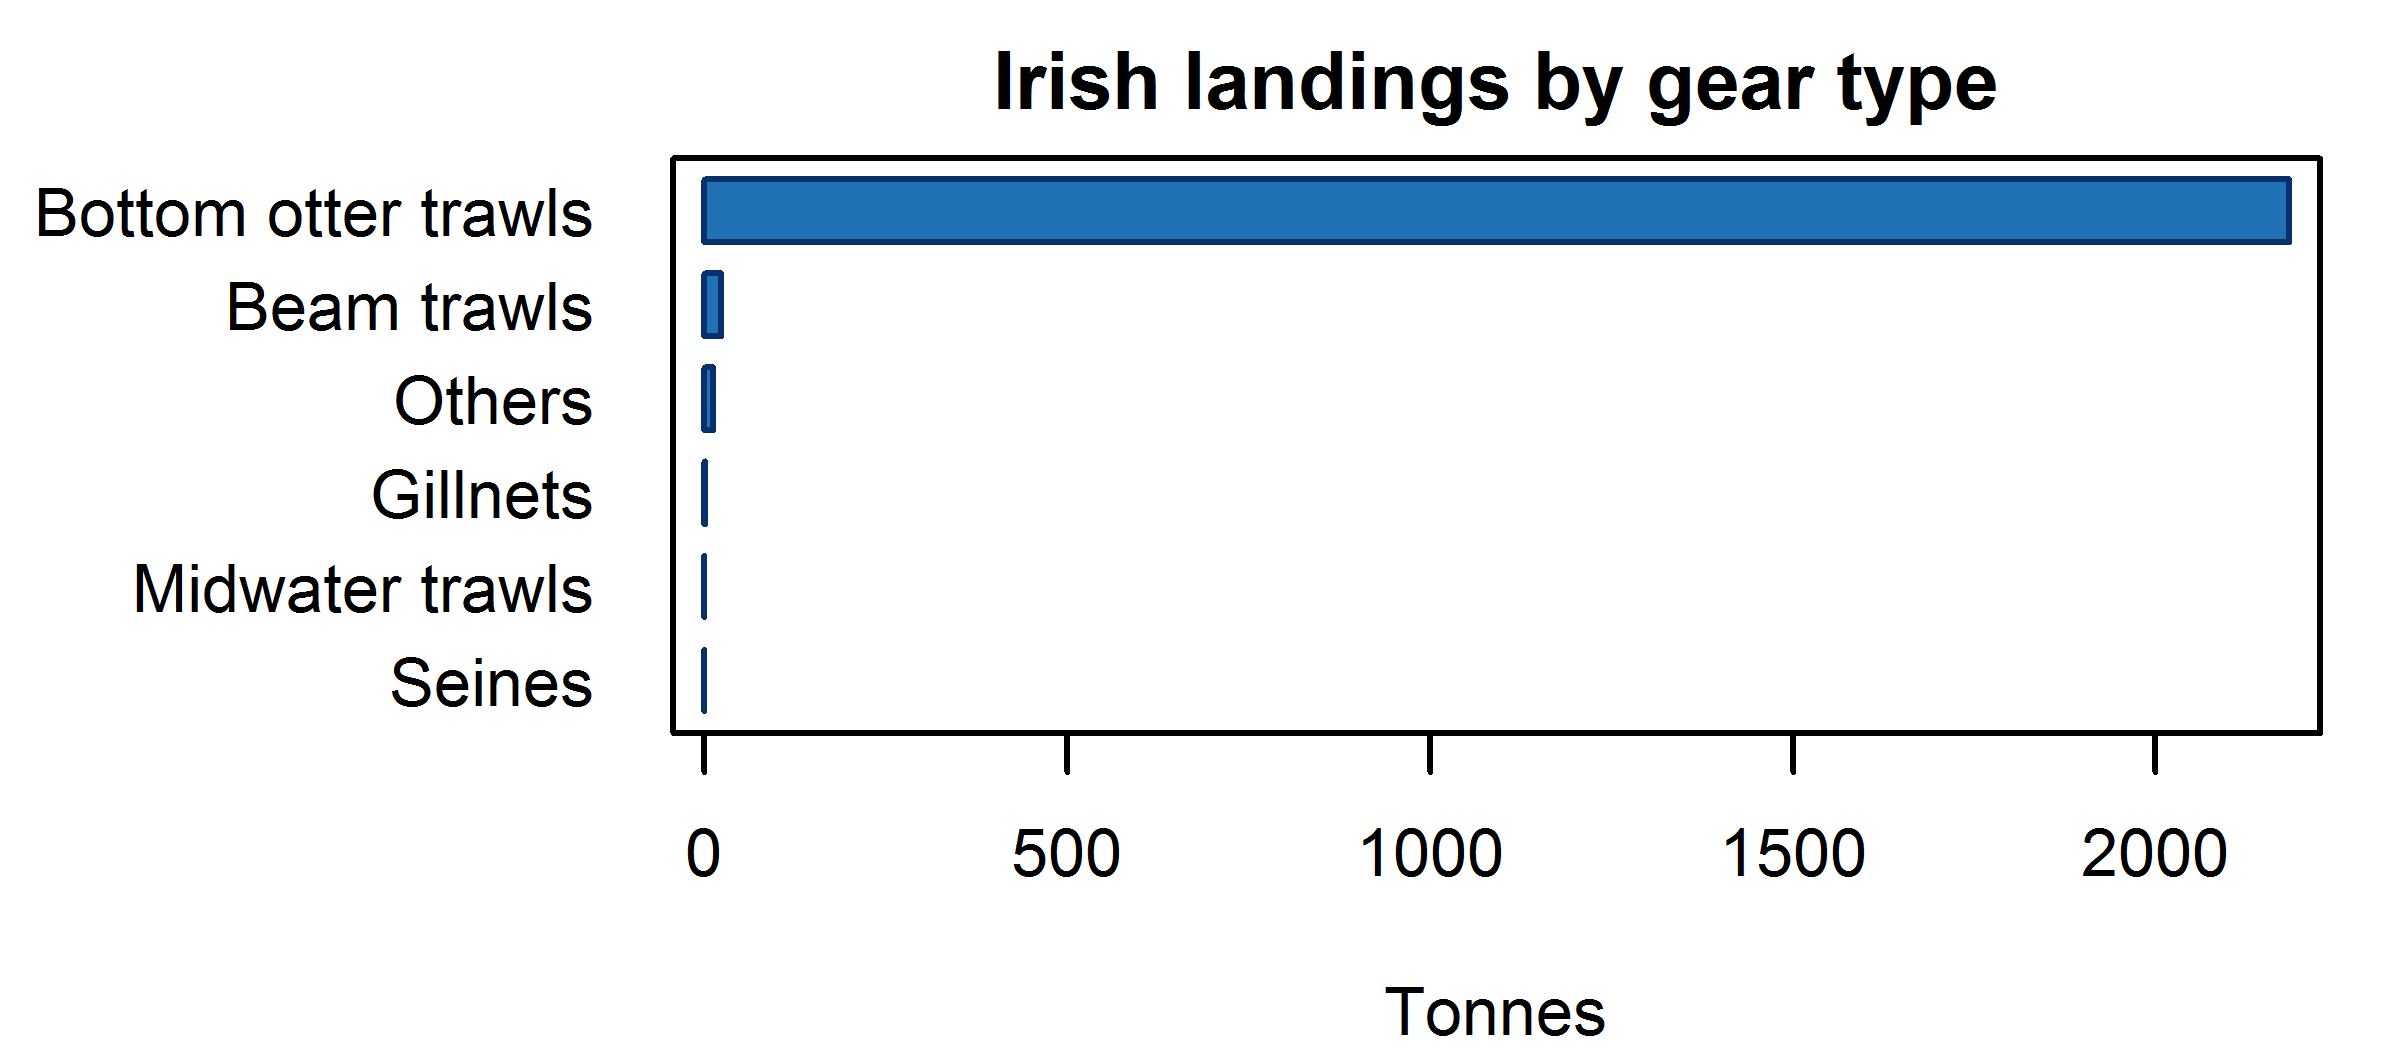 Irish landings by gear type
Bottom otter trawls
Beam trawls
Others
Gillnets
Midwater trawls
Seines
0 500 1000 1500 2000
Tonnes